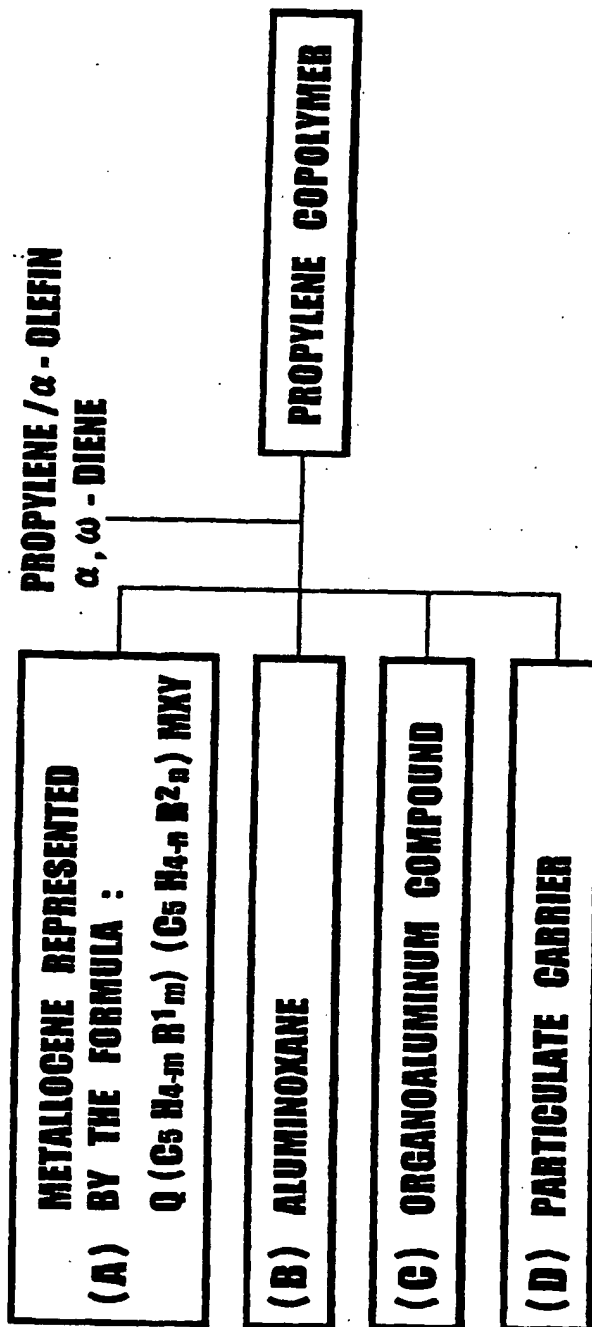 METALLOCENE REPRESENTED
(A) BY THE FORMULA :
Q (C5 H4-m R1m) (C5 H4-n R2n) MXY
(B) ALUMINOXANE
(C) ORGANOALUMINUM COMPOUND
(D) PARTICULATE CARRIER
PROPYLENE / α - OLEFIN
α , ω - DIENE
PROPYLENE COPOLYMER